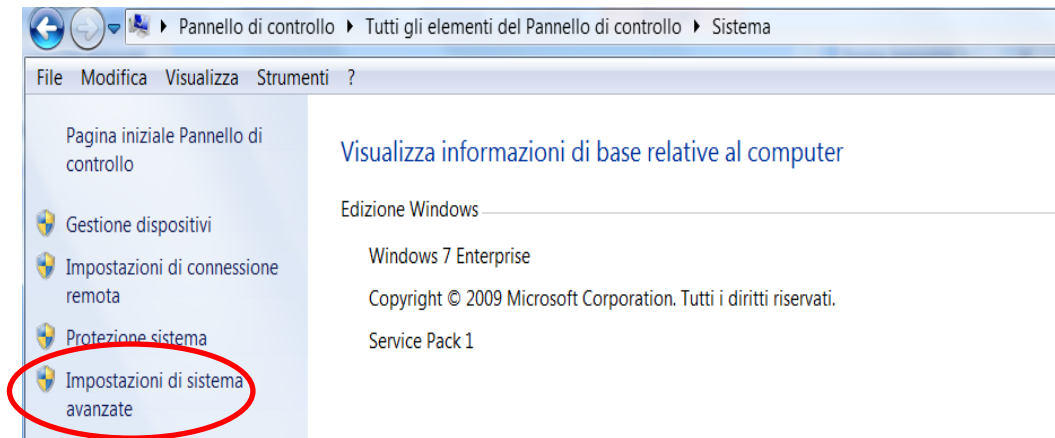 Pannello di controllo ▸ Tutti gli elementi del Pannello di controllo ▸ Sistema
File Modifica Visualizza Strumenti ?
Pagina iniziale Pannello di
controllo
Gestione dispositivi
Impostazioni di connessione
remota
Protezione sistema
Impostazioni di sistema
avanzate
Visualizza informazioni di base relative al computer
Edizione Windows
Windows 7 Enterprise
Copyright © 2009 Microsoft Corporation. Tutti i diritti riservati.
Service Pack 1